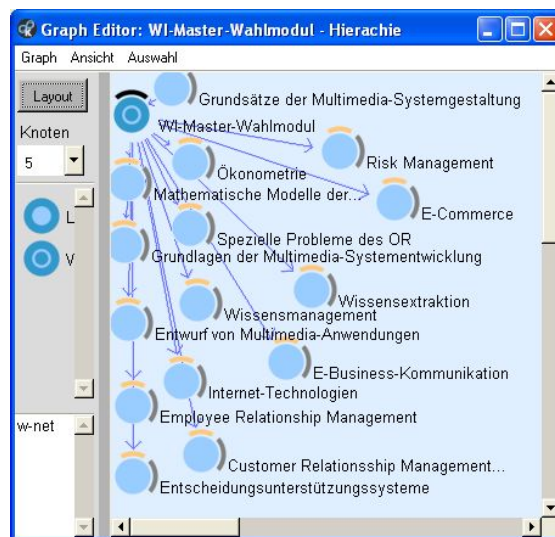 Graph Editor: WI-Master-Wahlmodul - Hierachie
Graph Ansicht Auswahl
Layout
Knoten
5
L
V
w-net
Grundsätze der Multimedia-Systemgestaltung
WI-Master-Wahlmodul
Risk Management
Ökonometrie
Mathematische Modelle der...
E-Commerce
Spezielle Probleme des OR
Grundlagen der Multimedia-Systementwicklung
Wissensextraktion
Wissensmanagement
Entwurf von Multimedia-Anwendungen
E-Business-Kommunikation
Internet-Technologien
Employee Relationship Management
Customer Relationsship Management...
Entscheidungsunterstützungssysteme